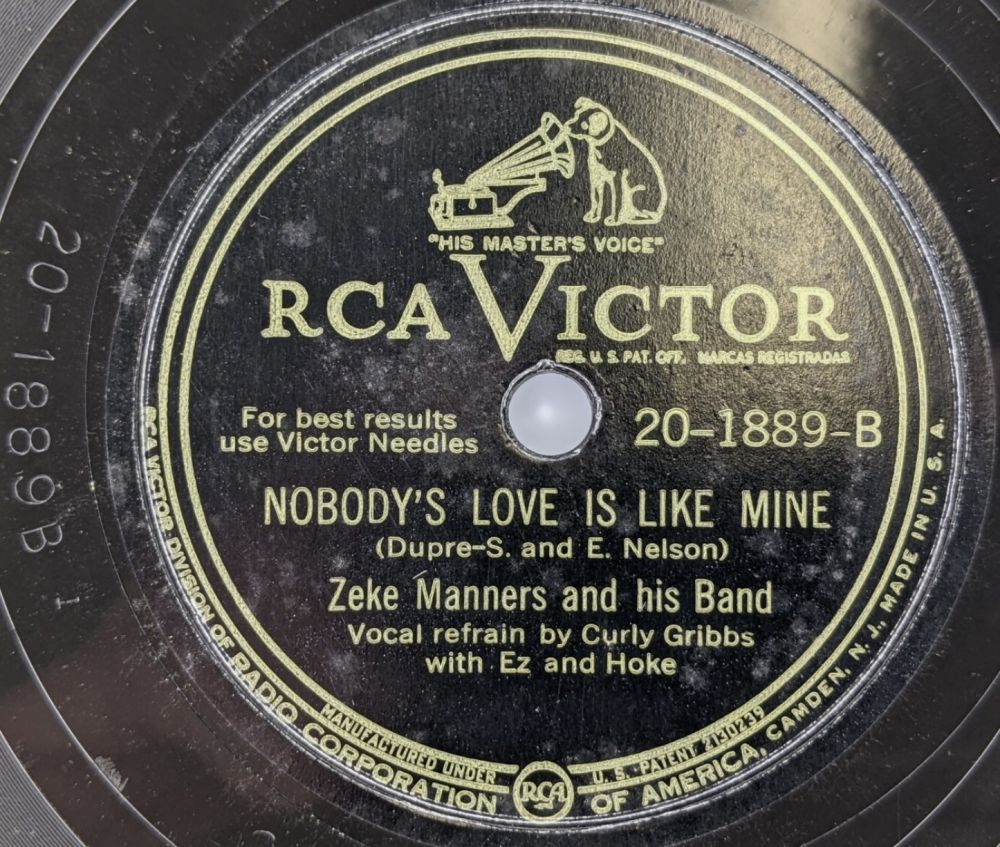 "HIS MASTER'S VOICE"
RCA VICTOR
REG. U. S. PAT. OFF. MARCAS REGISTRADAS
For best results
use Victor Needles
20-1889-B
NOBODY'S LOVE IS LIKE MINE
(Dupre-S. and E. Nelson)
Zeke Manners and his Band
Vocal refrain by Curly Gribbs
with Ez and Hoke
MANUFACTURED UNDER RCA U. S. PATENT 2130239
RCA VICTOR DIVISION OF RADIO CORPORATION OF AMERICA, CAMDEN, N. J., MADE IN U. S. A.
20-1889B 1